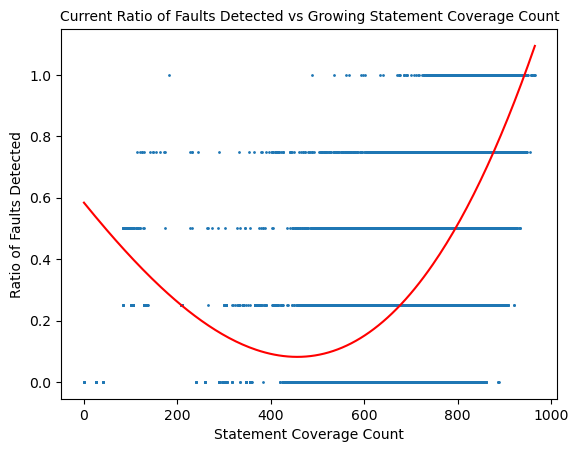 Current Ratio of Faults Detected vs Growing Statement Coverage Count
1.0
0.8
0.6
0.4
0.2
0.0
Ratio of Faults Detected
0 200 400 600 800 1000
Statement Coverage Count